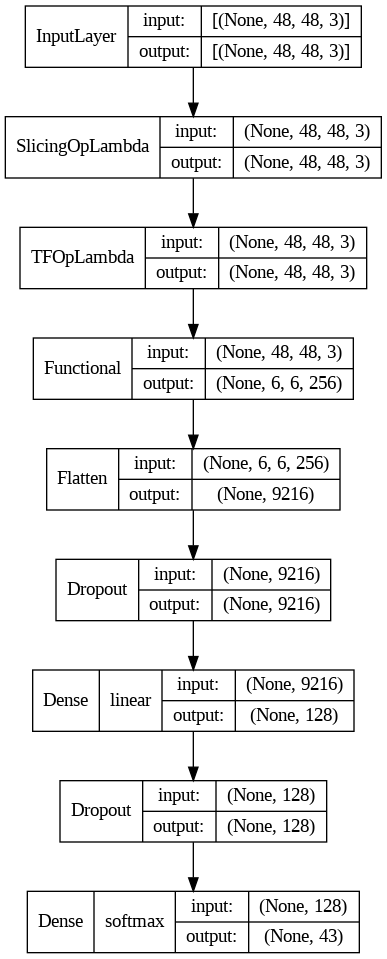 InputLayer input: [(None, 48, 48, 3)]
output: [(None, 48, 48, 3)]
SlicingOpLambda input: (None, 48, 48, 3)
output: (None, 48, 48, 3)
TFOpLambda input: (None, 48, 48, 3)
output: (None, 48, 48, 3)
Functional input: (None, 48, 48, 3)
output: (None, 6, 6, 256)
Flatten input: (None, 6, 6, 256)
output: (None, 9216)
Dropout input: (None, 9216)
output: (None, 9216)
Dense linear input: (None, 9216)
output: (None, 128)
Dropout input: (None, 128)
output: (None, 128)
Dense softmax input: (None, 128)
output: (None, 43)